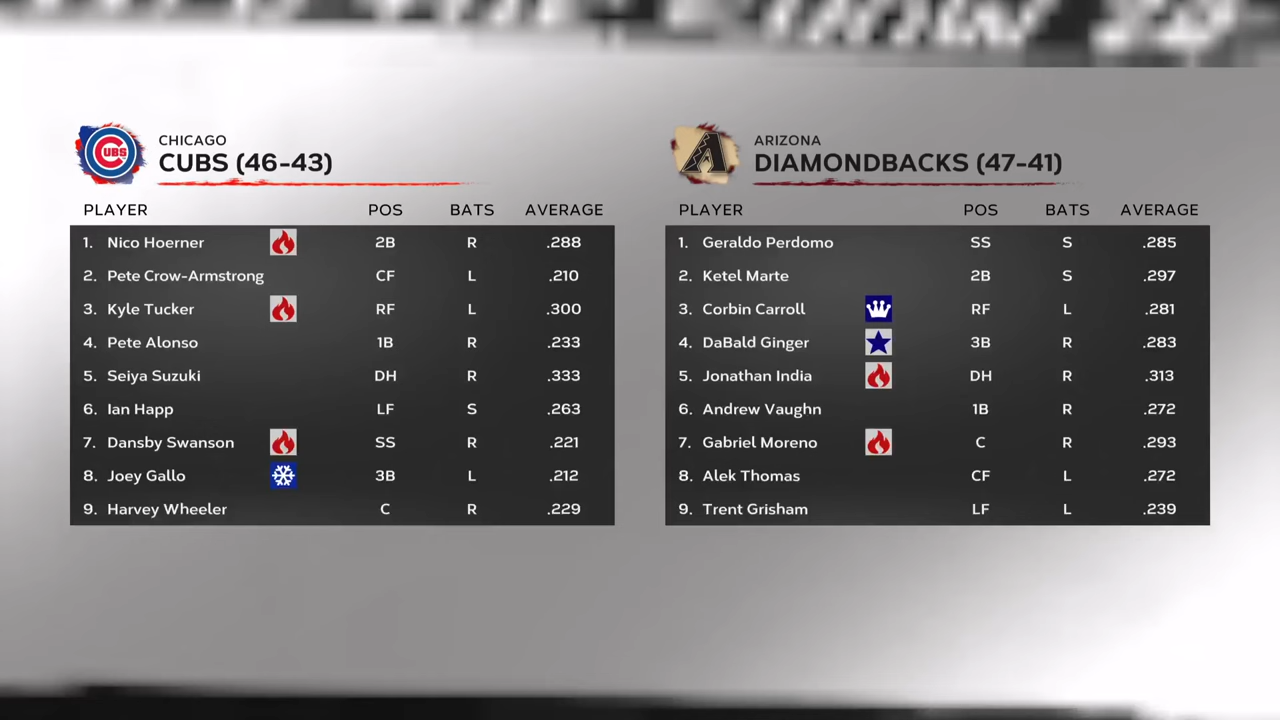 CHICAGO
CUBS (46-43)
PLAYER POS BATS AVERAGE
1. Nico Hoerner 2B R .288
2. Pete Crow-Armstrong CF L .210
3. Kyle Tucker RF L .300
4. Pete Alonso 1B R .233
5. Seiya Suzuki DH R .333
6. Ian Happ LF S .263
7. Dansby Swanson SS R .221
8. Joey Gallo 3B L .212
9. Harvey Wheeler C R .229
ARIZONA
DIAMONDBACKS (47-41)
PLAYER POS BATS AVERAGE
1. Geraldo Perdomo SS S .285
2. Ketel Marte 2B S .297
3. Corbin Carroll RF L .281
4. DaBald Ginger 3B R .283
5. Jonathan India DH R .313
6. Andrew Vaughn 1B R .272
7. Gabriel Moreno C R .293
8. Alek Thomas CF L .272
9. Trent Grisham LF L .239
CUBS
A